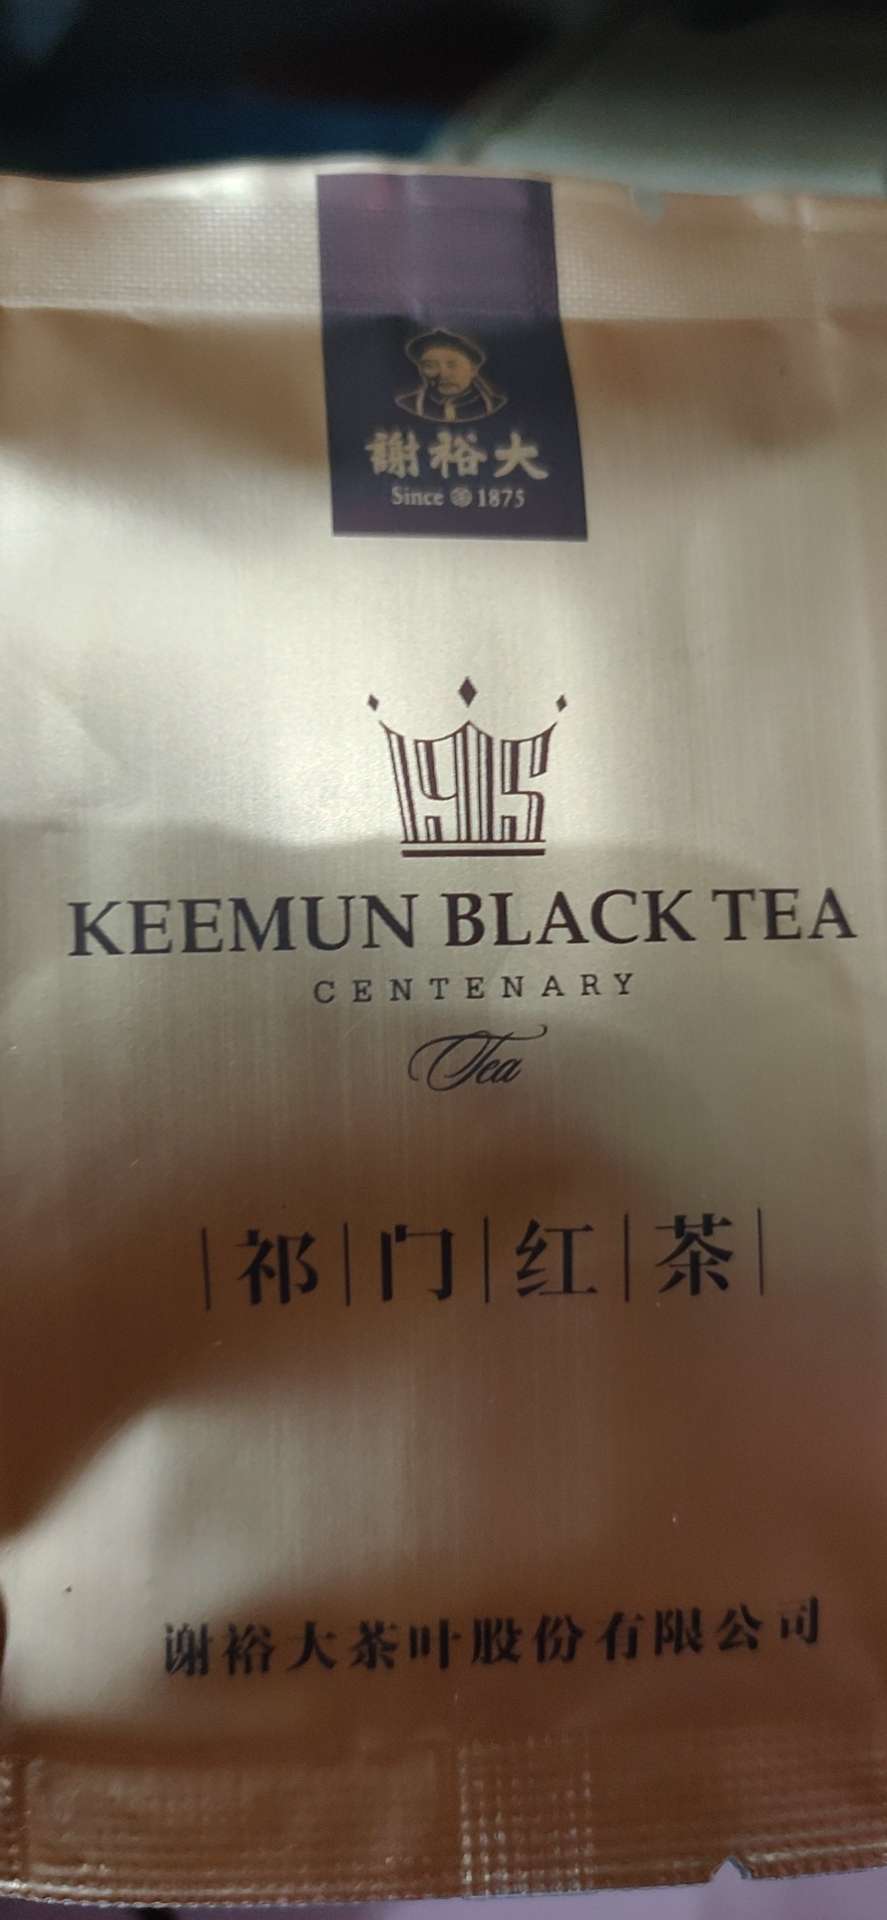 謝裕大
Since 1875
1915
KEEMUN BLACK TEA
CENTENARY
Tea
祁门红茶
谢裕大茶叶股份有限公司